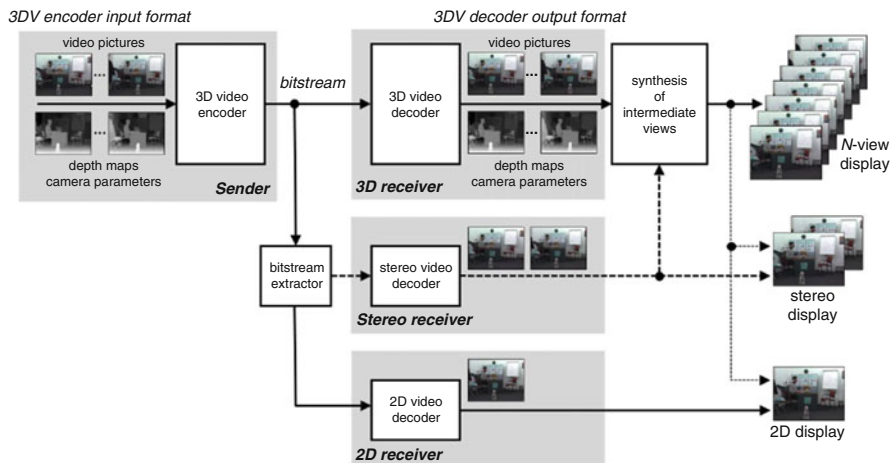 3DV encoder input format
3DV decoder output format
video pictures
...
3D video
encoder
bitstream
...
depth maps
camera parameters
Sender
3D video
decoder
video pictures
...
...
depth maps
camera parameters
3D receiver
synthesis
of
intermediate
views
N-view
display
bitstream
extractor
stereo video
decoder
Stereo receiver
stereo
display
2D video
decoder
2D receiver
2D display